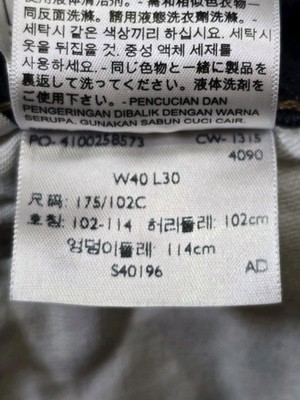 同反面洗滌。請用液態洗衣劑洗滌。-
세탁시 같은 색상끼리 하십시오. 세탁시
옷을 뒤집을 것. 중성 액체 세제를
사용하세요. - 同じ色物と一緒に製品を
裏返して洗ってください。液体洗剤を
ご使用下さい。- PENCUCIAN DAN
PENGERINGAN DIBALIK DENGAN WARNA
SERUPA. GUNAKAN SABUN CUCI CAIR.
PO- 4100258573 CW- 1315
4090
W40 L30
尺码: 175/102C
호칭: 102-114 허리둘레: 102cm
엉덩이둘레: 114cm
S40196 AD